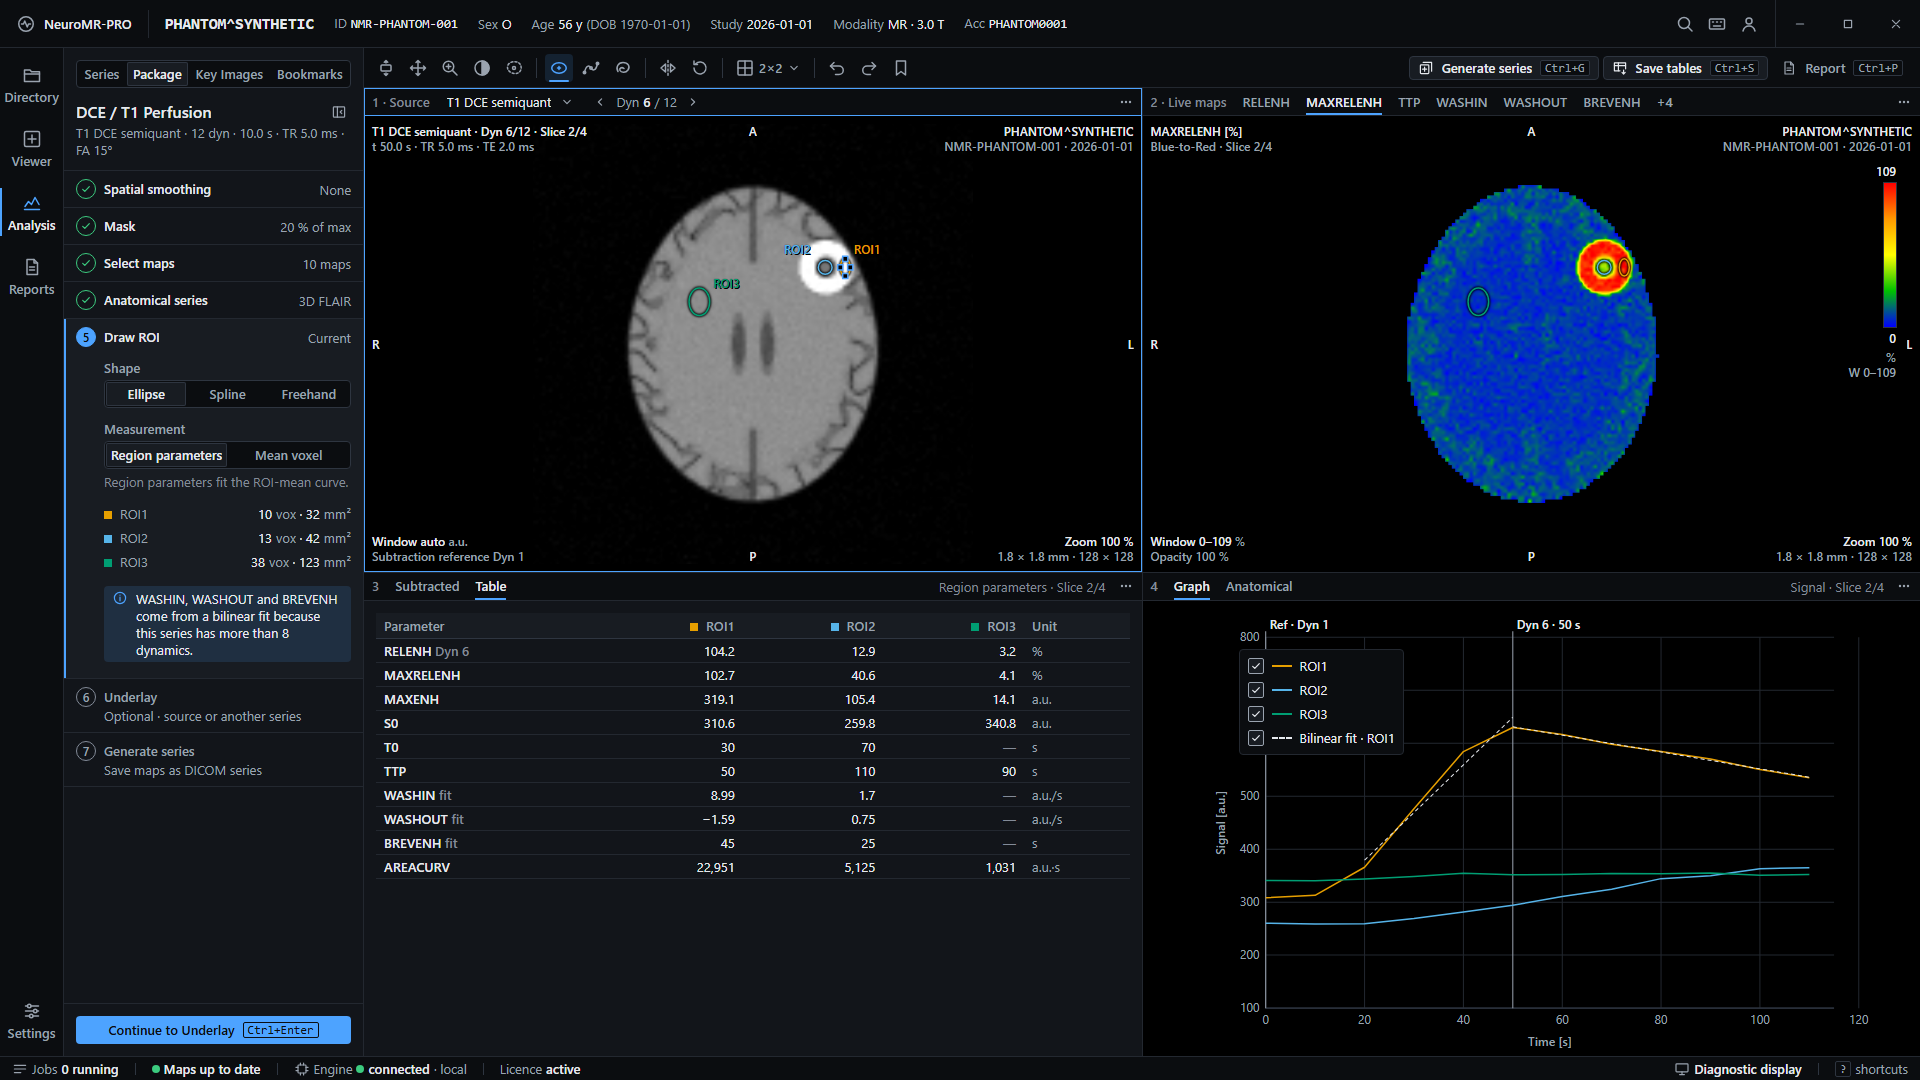 NeuroMR-PRO
PHANTOM^SYNTHETIC
ID NMR-PHANTOM-001
Sex O
Age 56 y (DOB 1970-01-01)
Study 2026-01-01
Modality MR · 3.0 T
Acc PHANTOM0001
Directory
Viewer
Analysis
Reports
Settings
Series Package Key Images Bookmarks
DCE / T1 Perfusion
T1 DCE semiquant · 12 dyn · 10.0 s · TR 5.0 ms ·
FA 15°
Spatial smoothing None
Mask 20 % of max
Select maps 10 maps
Anatomical series 3D FLAIR
5 Draw ROI Current
Shape
Ellipse Spline Freehand
Measurement
Region parameters Mean voxel
Region parameters fit the ROI-mean curve.
ROI1 10 vox · 32 mm²
ROI2 13 vox · 42 mm²
ROI3 38 vox · 123 mm²
WASHIN, WASHOUT and BREVENH
come from a bilinear fit because
this series has more than 8
dynamics.
6 Underlay
Optional · source or another series
7 Generate series
Save maps as DICOM series
Continue to Underlay Ctrl+Enter
2×2
Generate series Ctrl+G
Save tables Ctrl+S
Report Ctrl+P
1 · Source T1 DCE semiquant Dyn 6 / 12
T1 DCE semiquant · Dyn 6/12 · Slice 2/4
t 50.0 s · TR 5.0 ms · TE 2.0 ms
A
PHANTOM^SYNTHETIC
NMR-PHANTOM-001 · 2026-01-01
ROI2
ROI1
ROI3
R
L
Window auto a.u.
Subtraction reference Dyn 1
P
Zoom 100 %
1.8 × 1.8 mm · 128 × 128
2 · Live maps RELENH MAXRELENH TTP WASHIN WASHOUT BREVENH +4
MAXRELENH [%]
Blue-to-Red · Slice 2/4
A
PHANTOM^SYNTHETIC
NMR-PHANTOM-001 · 2026-01-01
109
0
%
W 0–109
R
L
Window 0–109 %
Opacity 100 %
P
Zoom 100 %
1.8 × 1.8 mm · 128 × 128
3 Subtracted Table Region parameters · Slice 2/4
Parameter ROI1 ROI2 ROI3 Unit
RELENH Dyn 6 104.2 12.9 3.2 %
MAXRELENH 102.7 40.6 4.1 %
MAXENH 319.1 105.4 14.1 a.u.
S0 310.6 259.8 340.8 a.u.
T0 30 70 — s
TTP 50 110 90 s
WASHIN fit 8.99 1.7 — a.u./s
WASHOUT fit −1.59 0.75 — a.u./s
BREVENH fit 45 25 — s
AREACURV 22,951 5,125 1,031 a.u.·s
4 Graph Anatomical Signal · Slice 2/4
Ref · Dyn 1
Dyn 6 · 50 s
ROI1
ROI2
ROI3
Bilinear fit · ROI1
800
500
400
300
200
100
Signal [a.u.]
0 20 40 60 80 100 120
Time [s]
Jobs 0 running
Maps up to date
Engine connected · local
Licence active
Diagnostic display
? shortcuts